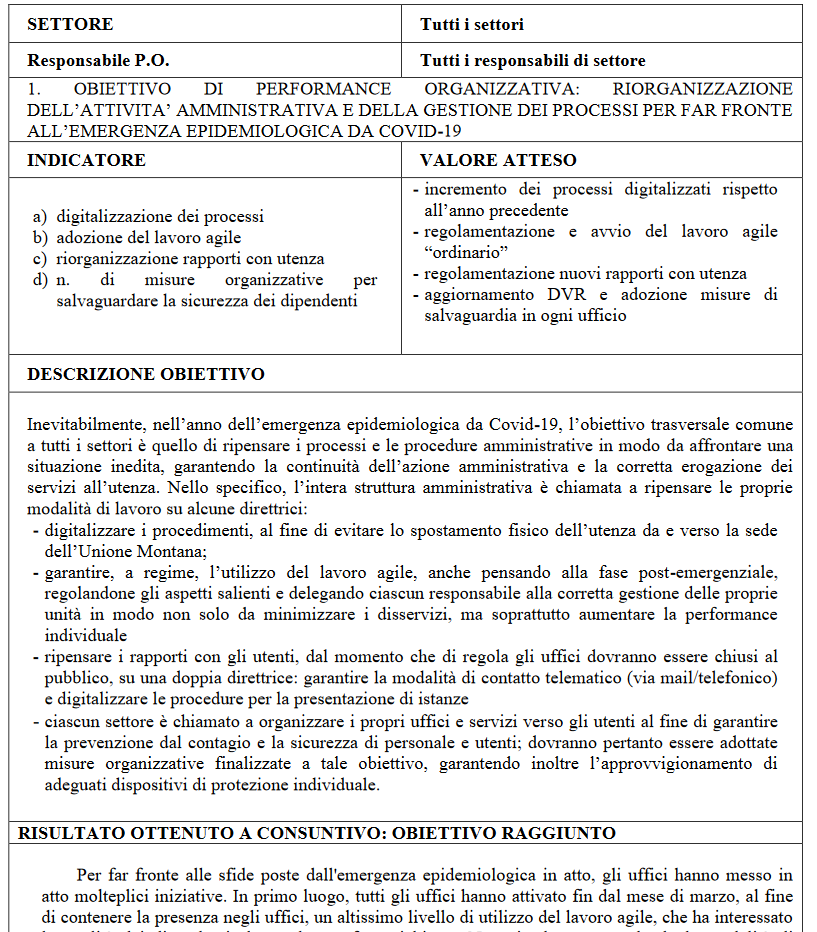 SETTORE
Tutti i settori
Responsabile P.O.
Tutti i responsabili di settore
1. OBIETTIVO DI PERFORMANCE ORGANIZZATIVA: RIORGANIZZAZIONE
DELL'ATTIVITA' AMMINISTRATIVA E DELLA GESTIONE DEI PROCESSI PER FAR FRONTE
ALL'EMERGENZA EPIDEMIOLOGICA DA COVID-19
INDICATORE
VALORE ATTESO
a) digitalizzazione dei processi
b) adozione del lavoro agile
c) riorganizzazione rapporti con utenza
d) n. di misure organizzative per
salvaguardare la sicurezza dei dipendenti
- incremento dei processi digitalizzati rispetto
all'anno precedente
- regolamentazione e avvio del lavoro agile
“ordinario”
- regolamentazione nuovi rapporti con utenza
- aggiornamento DVR e adozione misure di
salvaguardia in ogni ufficio
DESCRIZIONE OBIETTIVO
Inevitabilmente, nell'anno dell'emergenza epidemiologica da Covid-19, l'obiettivo trasversale comune
a tutti i settori è quello di ripensare i processi e le procedure amministrative in modo da affrontare una
situazione inedita, garantendo la continuità dell'azione amministrativa e la corretta erogazione dei
servizi all'utenza. Nello specifico, l'intera struttura amministrativa è chiamata a ripensare le proprie
modalità di lavoro su alcune direttrici:
- digitalizzare i procedimenti, al fine di evitare lo spostamento fisico dell'utenza da e verso la sede
dell'Unione Montana;
- garantire, a regime, l'utilizzo del lavoro agile, anche pensando alla fase post-emergenziale,
regolandone gli aspetti salienti e delegando ciascun responsabile alla corretta gestione delle proprie
unità in modo non solo da minimizzare i disservizi, ma soprattutto aumentare la performance
individuale
- ripensare i rapporti con gli utenti, dal momento che di regola gli uffici dovranno essere chiusi al
pubblico, su una doppia direttrice: garantire la modalità di contatto telematico (via mail/telefonico)
e digitalizzare le procedure per la presentazione di istanze
- ciascun settore è chiamato a organizzare i propri uffici e servizi verso gli utenti al fine di garantire
la prevenzione dal contagio e la sicurezza di personale e utenti; dovranno pertanto essere adottate
misure organizzative finalizzate a tale obiettivo, garantendo inoltre l'approvvigionamento di
adeguati dispositivi di protezione individuale.
RISULTATO OTTENUTO A CONSUNTIVO: OBIETTIVO RAGGIUNTO
Per far fronte alle sfide poste dall'emergenza epidemiologica in atto, gli uffici hanno messo in
atto molteplici iniziative. In primo luogo, tutti gli uffici hanno attivato fin dal mese di marzo, al fine
di contenere la presenza negli uffici, un altissimo livello di utilizzo del lavoro agile, che ha interessato